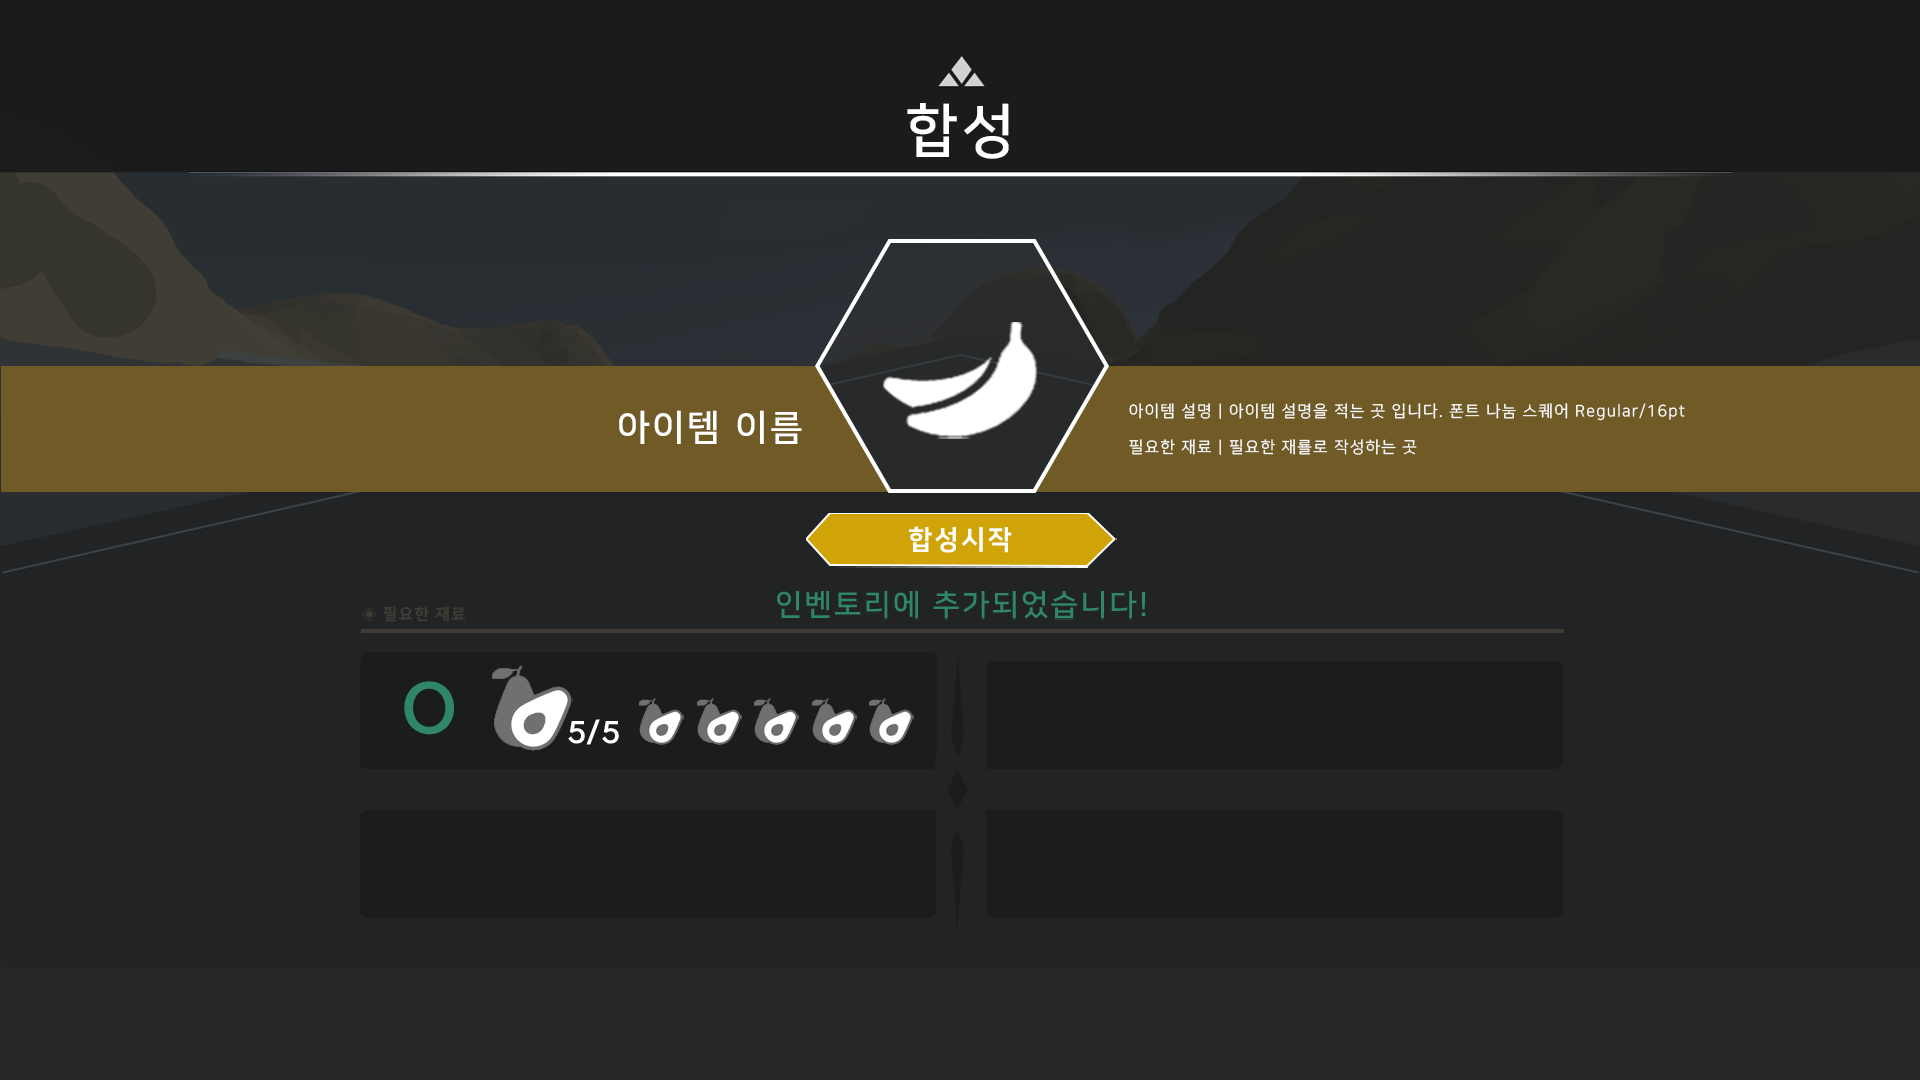 합성
아이템 이름
아이템 설명 | 아이템 설명을 적는 곳 입니다. 폰트 나눔 스퀘어 Regular/16pt
필요한 재료 | 필요한 재룔로 작성하는 곳
합성시작
인벤토리에 추가되었습니다!
◈ 필요한 재료
O
5/5